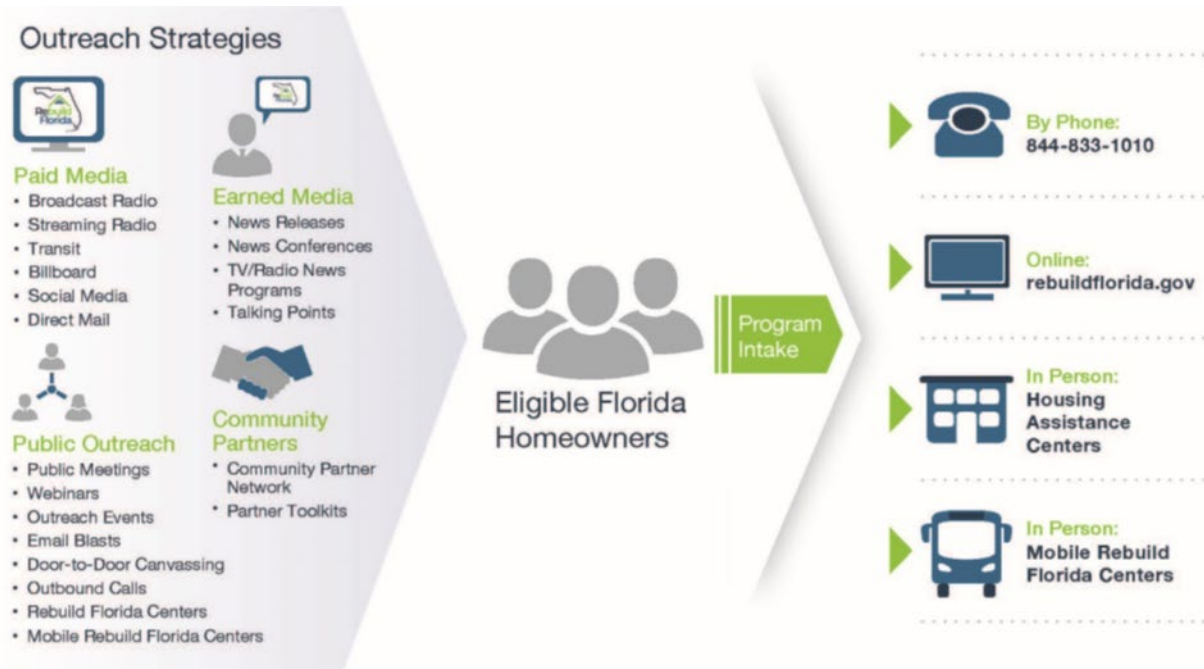 Outreach Strategies
Rebuild
Florida
Paid Media
• Broadcast Radio
• Streaming Radio
• Transit
• Billboard
• Social Media
• Direct Mail
Earned Media
• News Releases
• News Conferences
• TV/Radio News
Programs
• Talking Points
Public Outreach
• Public Meetings
• Webinars
• Outreach Events
• Email Blasts
• Door-to-Door Canvassing
• Outbound Calls
• Rebuild Florida Centers
• Mobile Rebuild Florida Centers
Community
Partners
• Community Partner
Network
• Partner Toolkits
Eligible Florida
Homeowners
Program
Intake
By Phone:
844-833-1010
Online:
rebuildflorida.gov
In Person:
Housing
Assistance
Centers
In Person:
Mobile Rebuild
Florida Centers